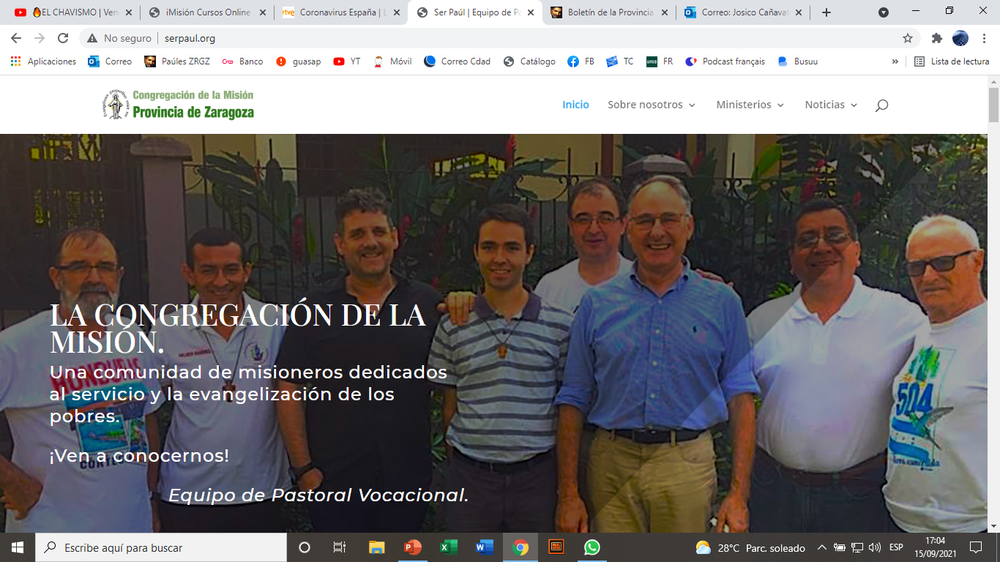 🔥EL CHAVISMO | Ven
iMisión Cursos Online
Coronavirus España | L
Ser Paúl | Equipo de Pa
Boletín de la Provincia
Correo: Josico Cañavat
No seguro | serpaul.org
Aplicaciones
Correo
Paúles ZRGZ
Banco
guasap
YT
Móvil
Correo Cdad
Catálogo
FB
TC
FR
Podcast français
Busuu
»
Lista de lectura
Congregación de la Misión
Provincia de Zaragoza
Inicio
Sobre nosotros
Ministerios
Noticias
LA CONGREGACIÓN DE LA
MISIÓN.
Una comunidad de misioneros dedicados
al servicio y la evangelización de los
pobres.
¡Ven a conocernos!
Equipo de Pastoral Vocacional.
HONDURAS
504
Escribe aquí para buscar
28°C Parc. soleado
ESP
17:04
15/09/2021